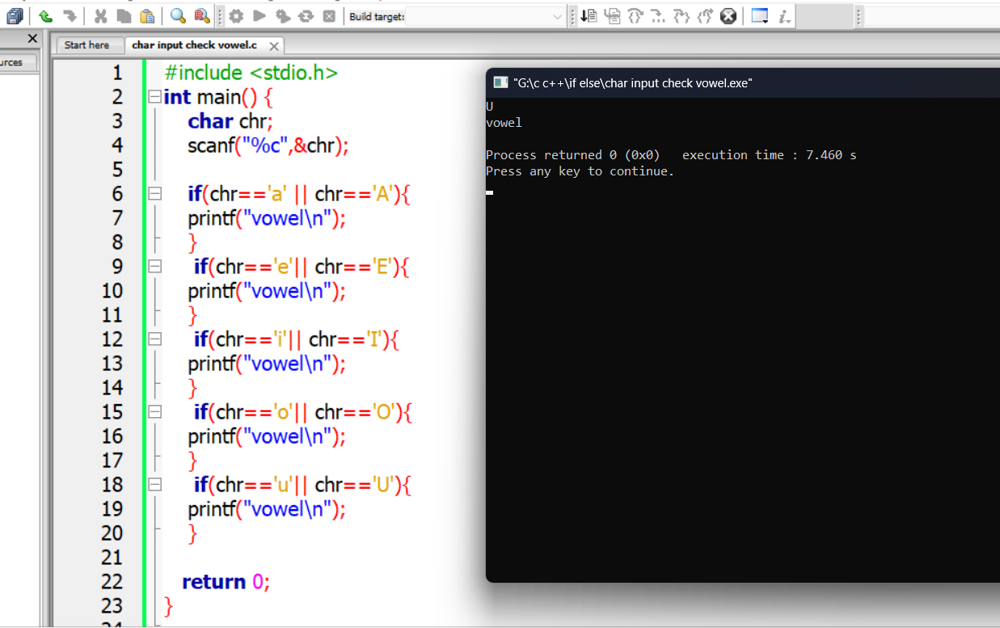 Build target:
Start here
char input check vowel.c
urces
1 #include <stdio.h>
2 int main() {
3 char chr;
4 scanf("%c",&chr);
5
6 if(chr=='a' || chr=='A'){
7 printf("vowel\n");
8 }
9 if(chr=='e'|| chr=='E'){
10 printf("vowel\n");
11 }
12 if(chr=='i'|| chr=='I'){
13 printf("vowel\n");
14 }
15 if(chr=='o'|| chr=='O'){
16 printf("vowel\n");
17 }
18 if(chr=='u'|| chr=='U'){
19 printf("vowel\n");
20 }
21
22 return 0;
23 }
"G:\c c++\if else\char input check vowel.exe"
U
vowel
Process returned 0 (0x0) execution time : 7.460 s
Press any key to continue.